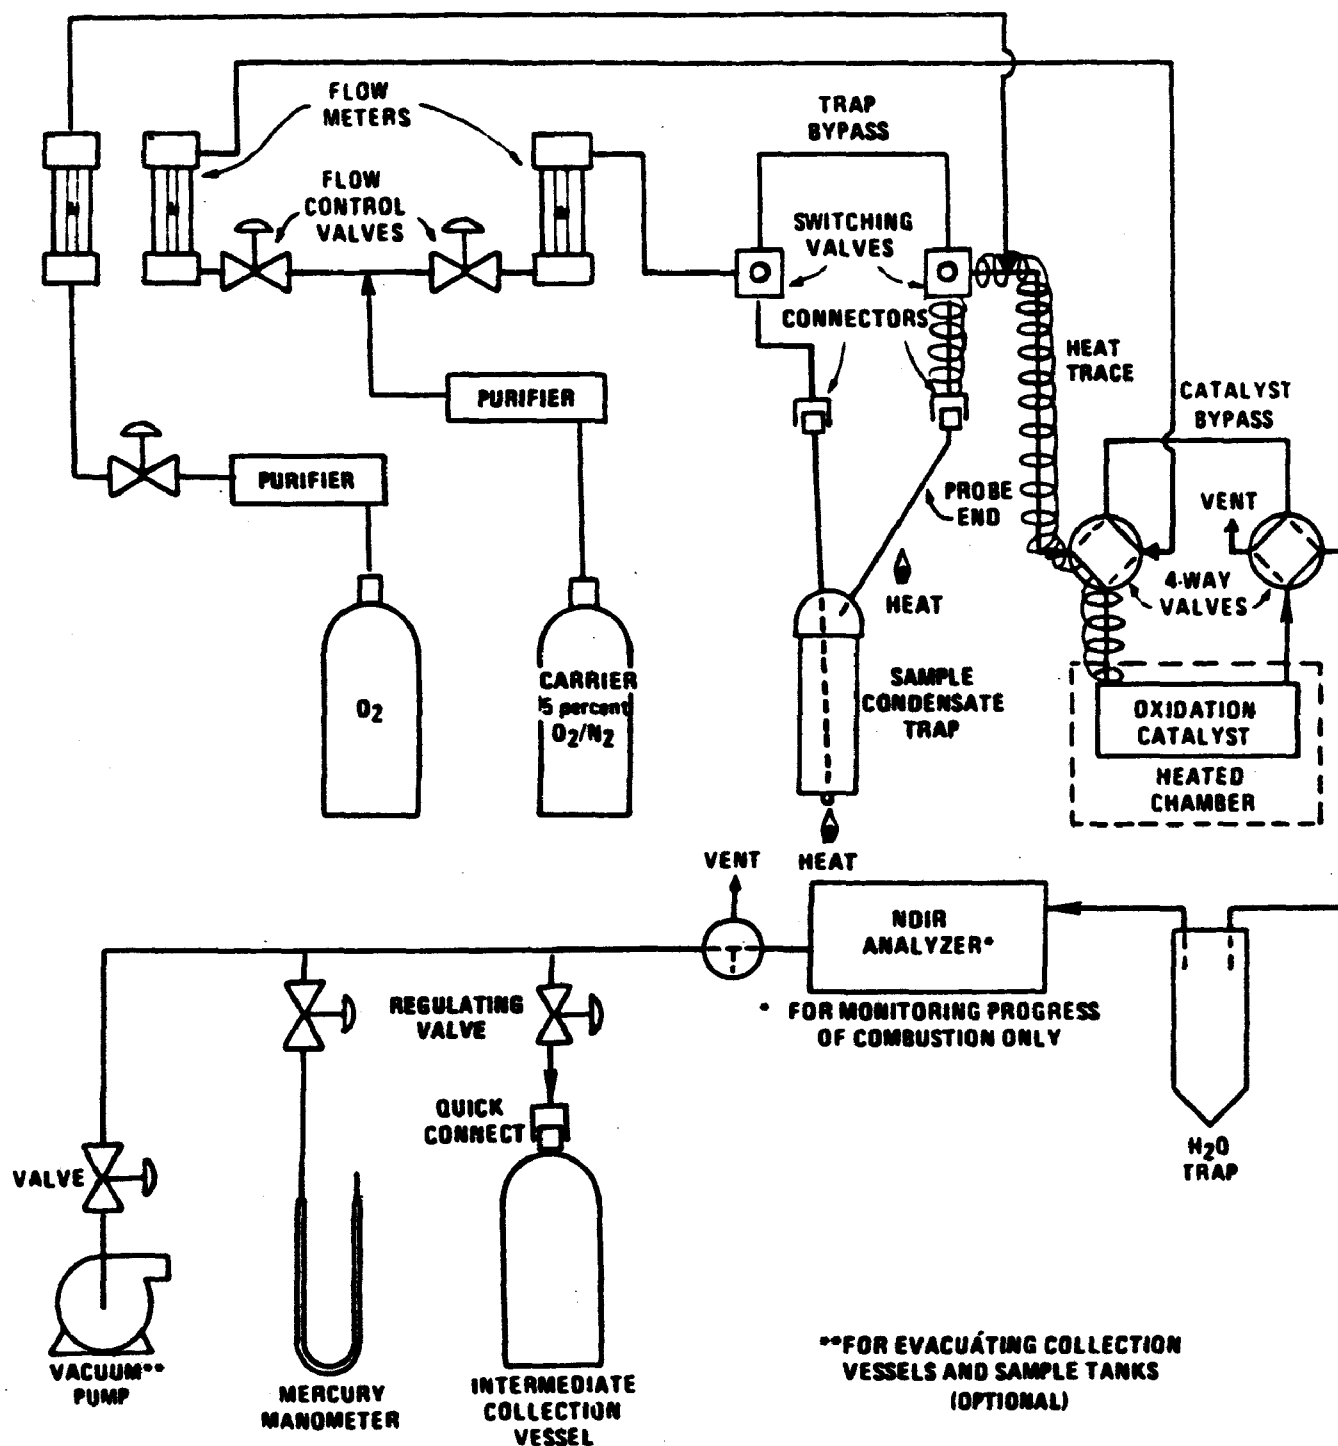 FLOW
METERS
TRAP
BYPASS
FLOW
CONTROL
VALVES
SWITCHING
VALVES
CONNECTORS
HEAT
TRACE
PURIFIER
CATALYST
BYPASS
PURIFIER
PROBE
END
VENT
4-WAY
VALVES
HEAT
O2
CARRIER
5 percent
O2/N2
SAMPLE
CONDENSATE
TRAP
OXIDATION
CATALYST
HEATED
CHAMBER
HEAT
VENT
NDIR
ANALYZER*
* FOR MONITORING PROGRESS
OF COMBUSTION ONLY
REGULATING
VALVE
QUICK
CONNECT
H2O
TRAP
VALVE
VACUUM**
PUMP
MERCURY
MANOMETER
INTERMEDIATE
COLLECTION
VESSEL
**FOR EVACUATING COLLECTION
VESSELS AND SAMPLE TANKS
(OPTIONAL)